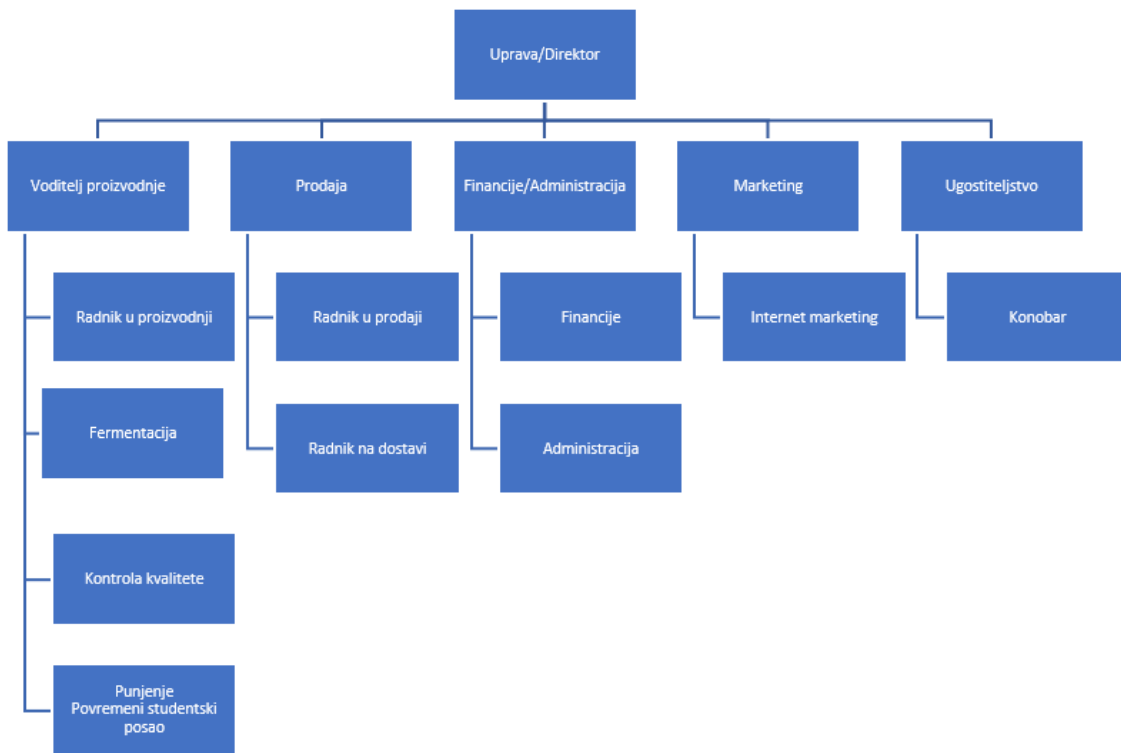 Uprava/Direktor
Voditelj proizvodnje
Prodaja
Financije/Administracija
Marketing
Ugostiteljstvo
Radnik u proizvodnji
Radnik u prodaji
Financije
Internet marketing
Konobar
Fermentacija
Radnik na dostavi
Administracija
Kontrola kvalitete
Punjenje
Povremeni studentski
posao